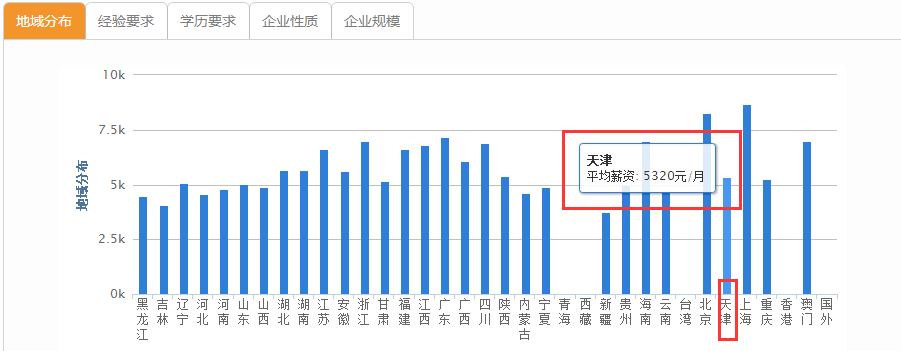 地域分布 经验要求 学历要求 企业性质 企业规模
10k
7.5k
5k
2.5k
0k
地域分布
天津
平均薪资: 5320元/月
黑龙江 吉林 辽宁 河北 河南 山东 山西 湖北 湖南 江苏 安徽 浙江 甘肃 福建 江西 广东 广西 四川 陕西 内蒙古 宁夏 青海 西藏 新疆 贵州 海南 云南 台湾 北京 天津 上海 重庆 香港 澳门 国外